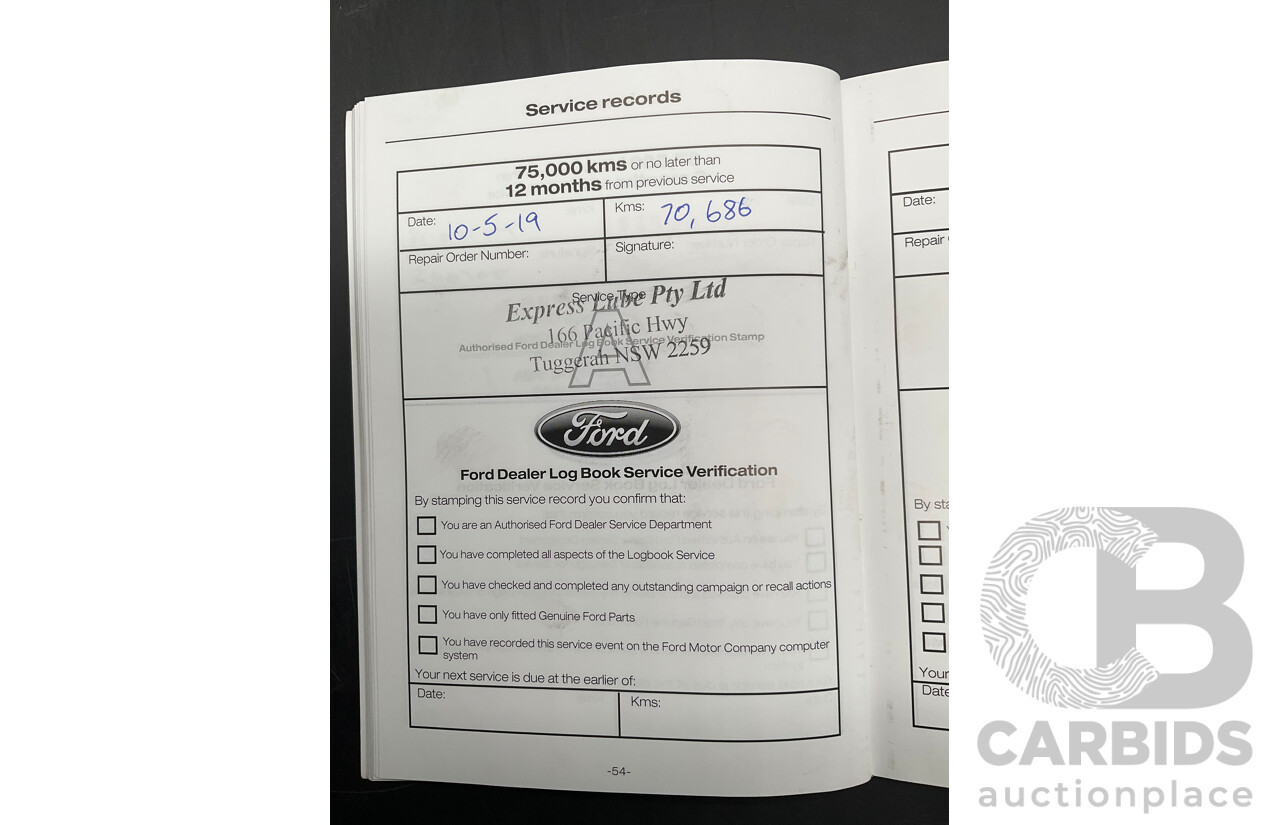 Service records
75,000 kms or no later than
12 months from previous service
Date: 10-5-19
Kms: 70,686
Repair Order Number:
Signature:
Service Type
Express Lube Pty Ltd
166 Pacific Hwy
Authorised Ford Dealer Log Book Service Verification Stamp
Tuggerah NSW 2259
A
Ford
Ford Dealer Log Book Service Verification
By stamping this service record you confirm that:
You are an Authorised Ford Dealer Service Department
You have completed all aspects of the Logbook Service
You have checked and completed any outstanding campaign or recall actions
You have only fitted Genuine Ford Parts
You have recorded this service event on the Ford Motor Company computer
system
Your next service is due at the earlier of:
Date:
Kms:
-54-
Date:
Repair
By sta
Your
Date
CB
CARBIDS
auctionplace